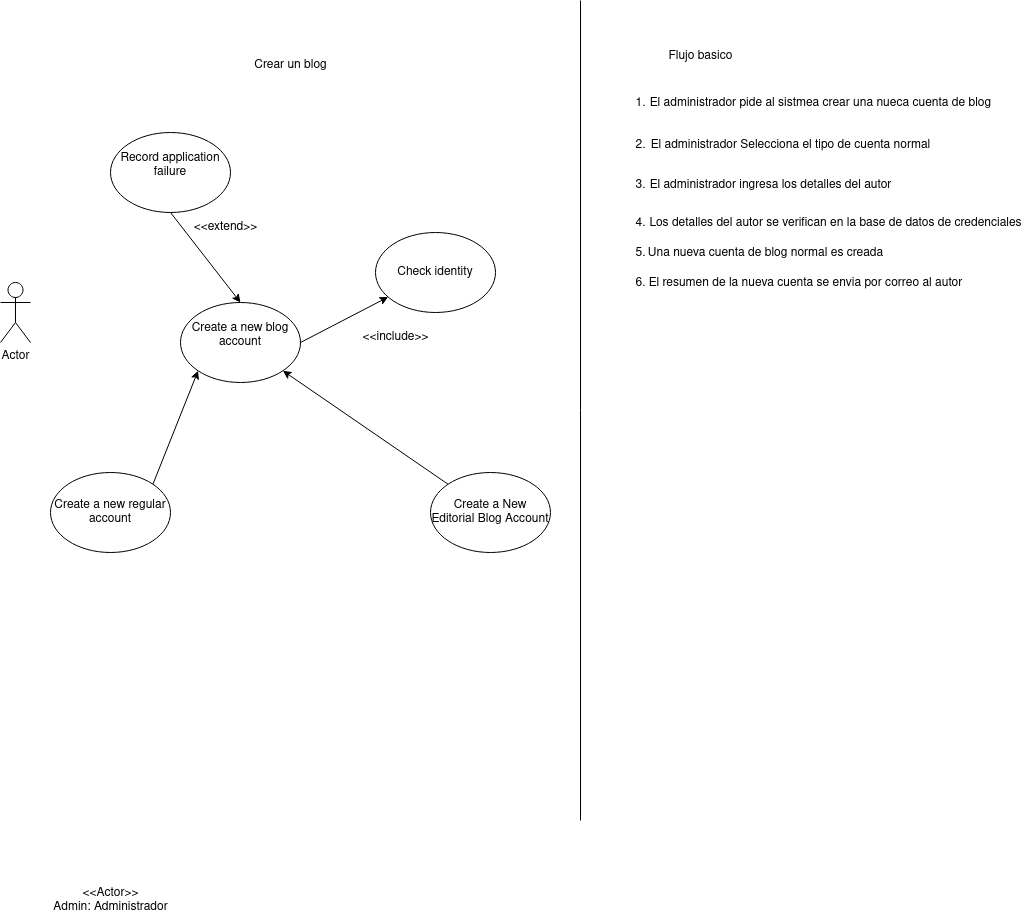 Crear un blog
Record application
failure
<<extend>>
Check identity
Create a new blog
account
<<include>>
Actor
Create a new regular
account
Create a New
Editorial Blog Account
<<Actor>>
Admin: Administrador
Flujo basico
1. El administrador pide al sistmea crear una nueca cuenta de blog
2. El administrador Selecciona el tipo de cuenta normal
3. El administrador ingresa los detalles del autor
4. Los detalles del autor se verifican en la base de datos de credenciales
5. Una nueva cuenta de blog normal es creada
6. El resumen de la nueva cuenta se envia por correo al autor